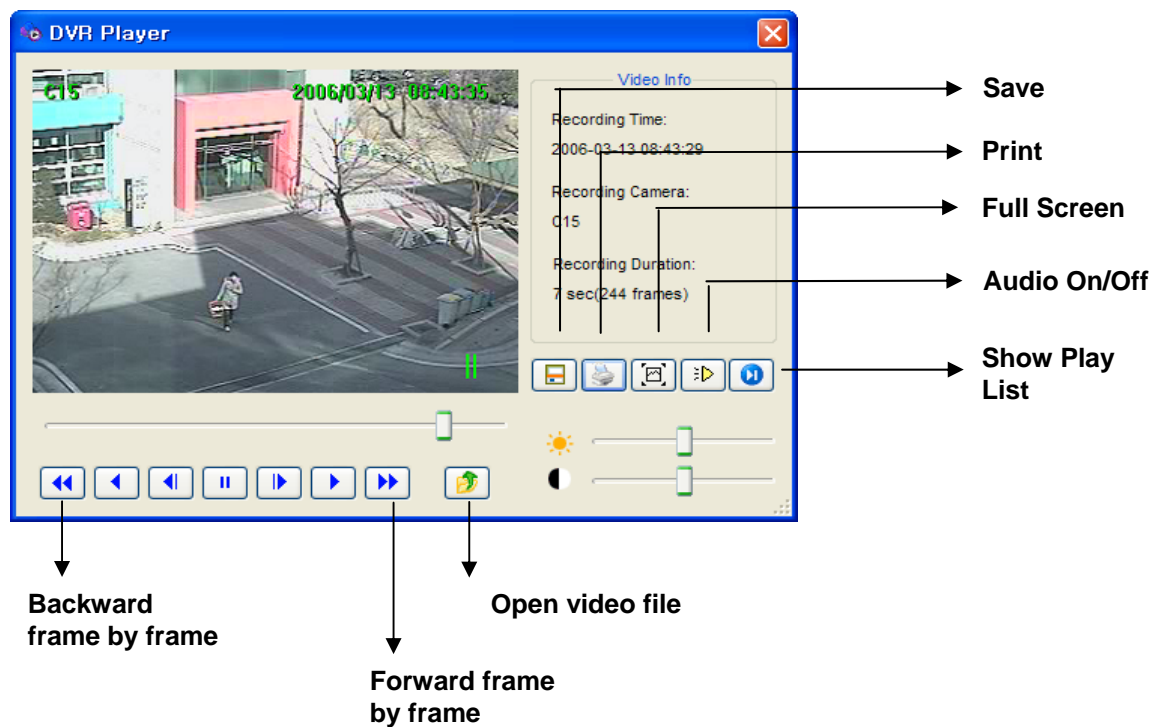 DVR Player
C15
2006/03/13 08:43:35
Video Info
Recording Time:
2006-03-13 08:43:29
Recording Camera:
C15
Recording Duration:
7 sec(244 frames)
Save
Print
Full Screen
Audio On/Off
Show Play
List
Backward
frame by frame
Open video file
Forward frame
by frame